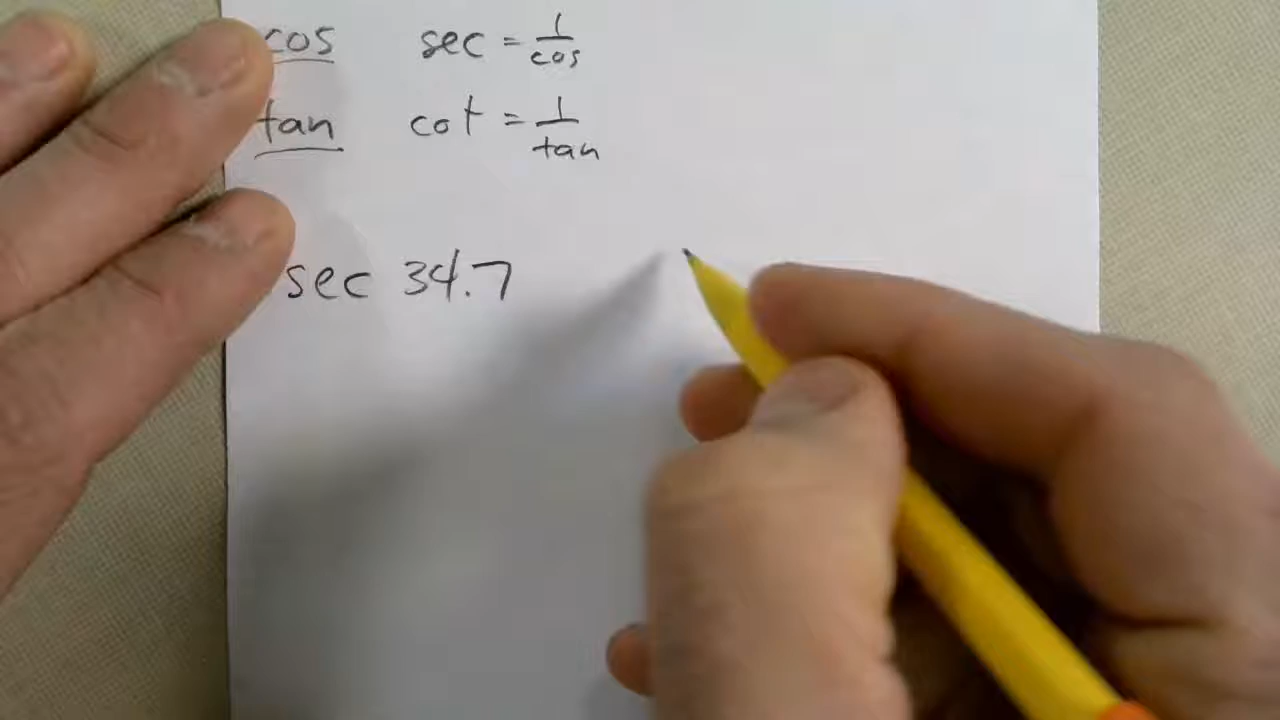 cos sec = 1/cos
tan cot = 1/tan
sec 34.7